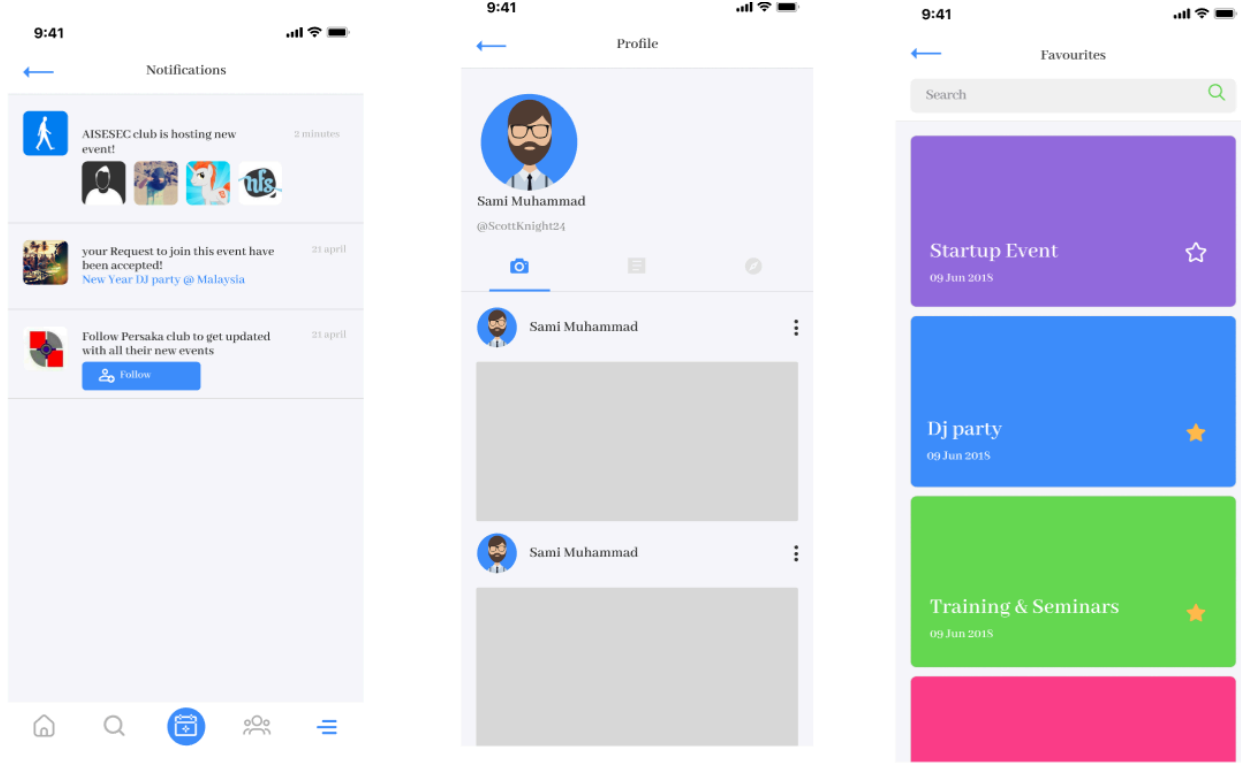 9:41
Notifications
AISESEC club is hosting new
event!
2 minutes
nfs
your Request to join this event have
been accepted!
New Year DJ party @ Malaysia
21 april
Follow Persaka club to get updated
with all their new events
21 april
Follow
9:41
Profile
Sami Muhammad
@ScottKnight24
Sami Muhammad
Sami Muhammad
9:41
Favourites
Search
Startup Event
09 Jun 2018
Dj party
09 Jun 2018
Training & Seminars
09 Jun 2018